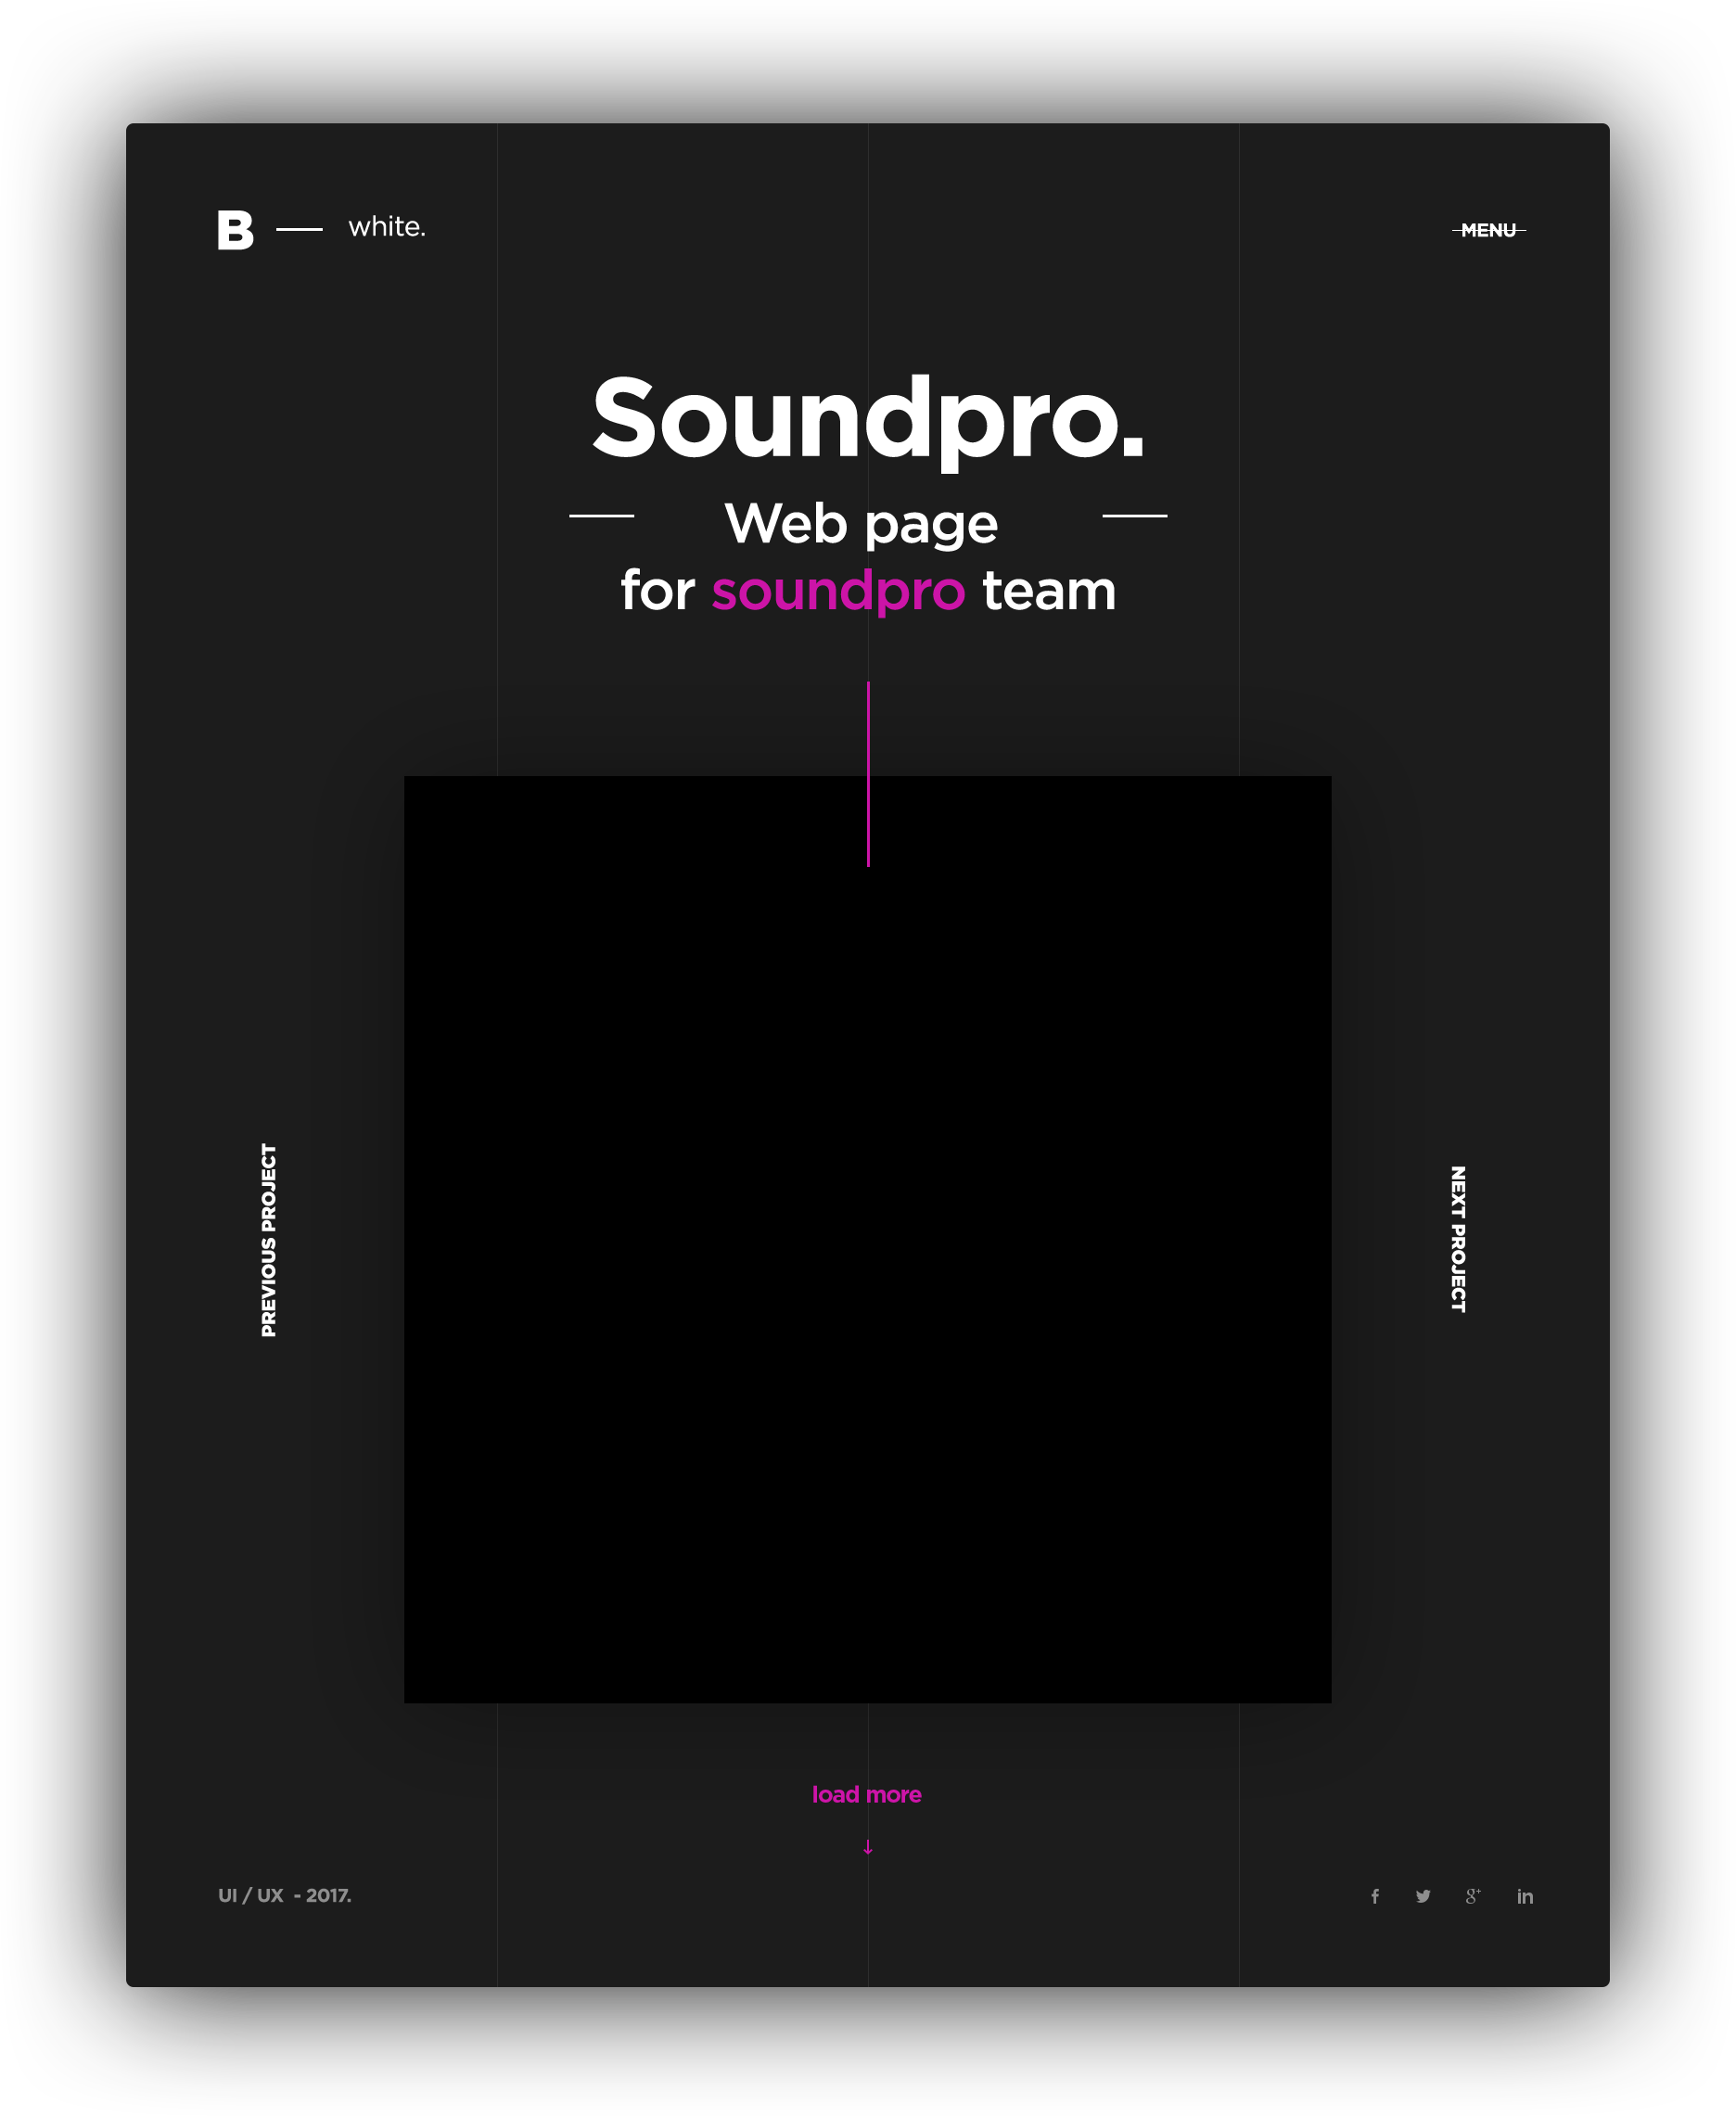 B white.
MENU
Soundpro.
Web page
for soundpro team
PREVIOUS PROJECT
NEXT PROJECT
load more
↓
UI / UX - 2017.
f g+ in